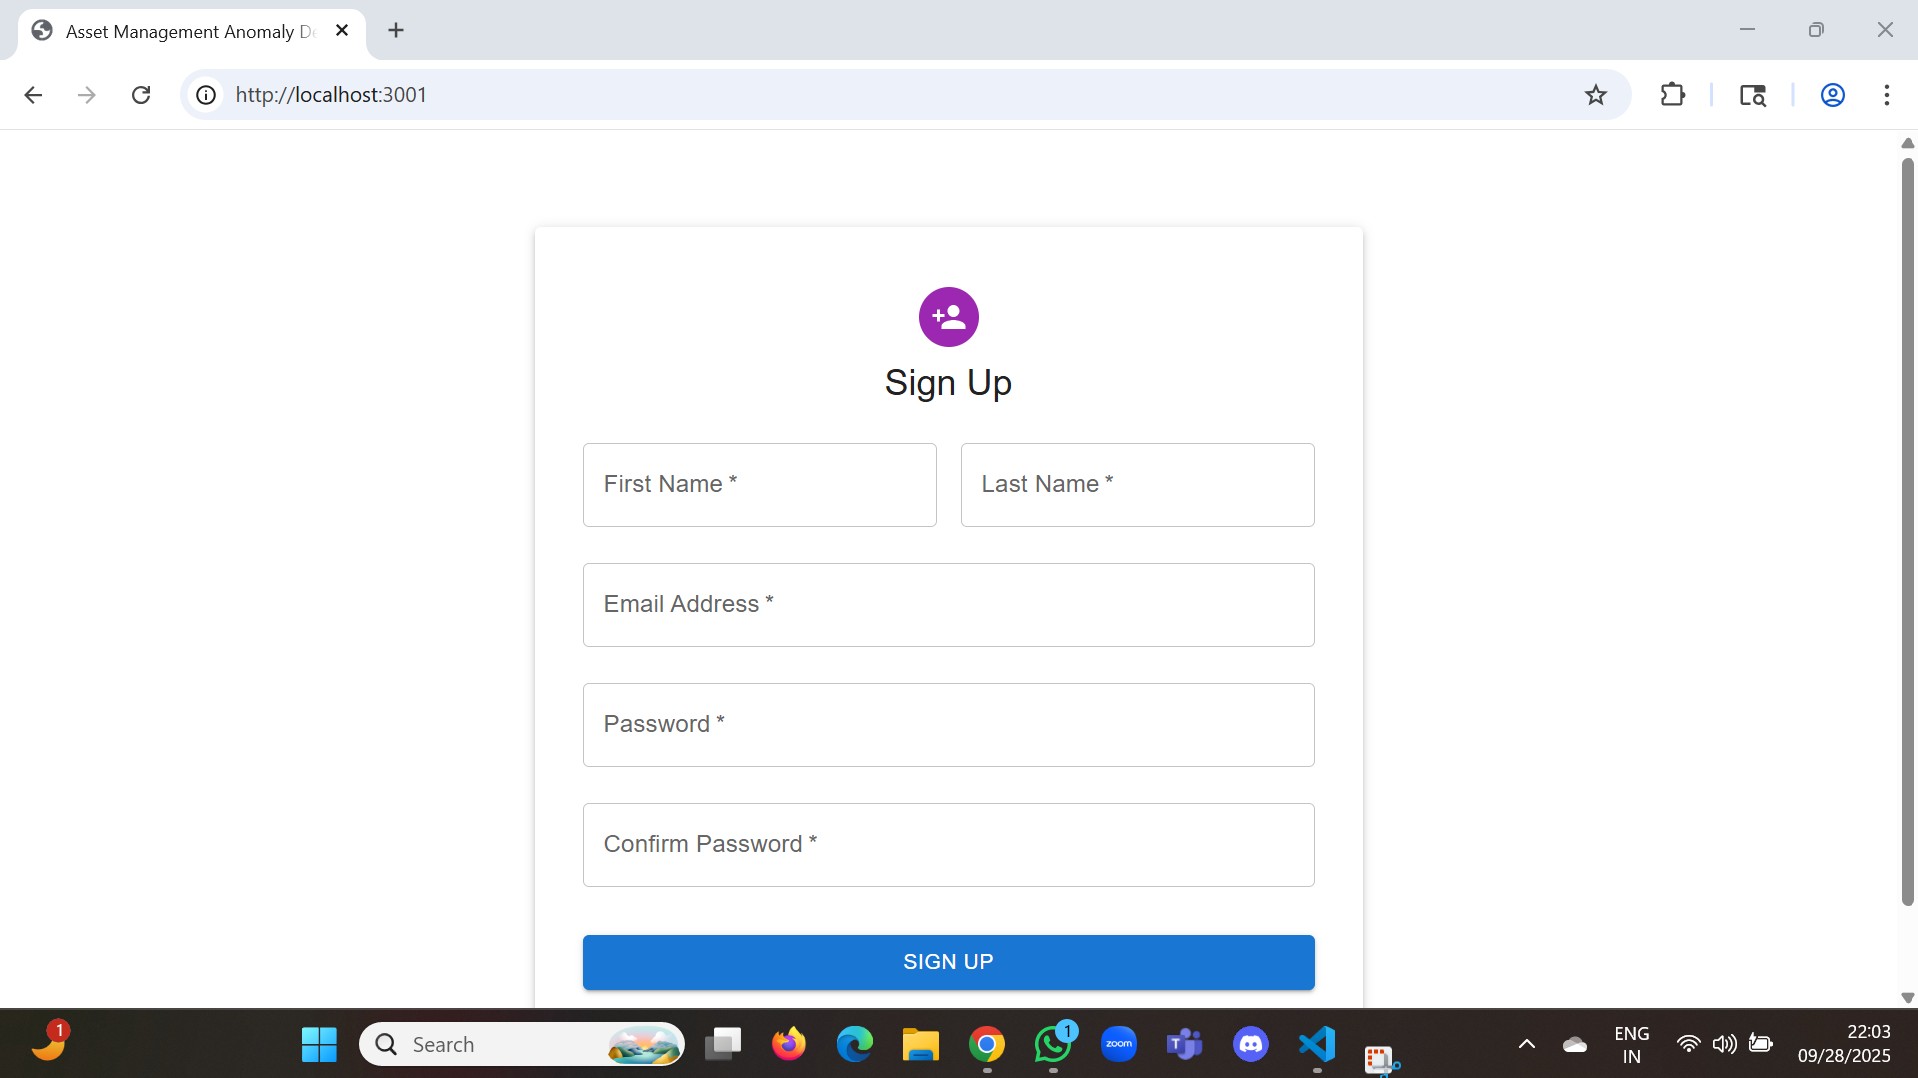 Asset Management Anomaly De
http://localhost:3001
Sign Up
First Name *
Last Name *
Email Address *
Password *
Confirm Password *
SIGN UP
1
Search
1
zoom
T
ENG
IN
22:03
09/28/2025